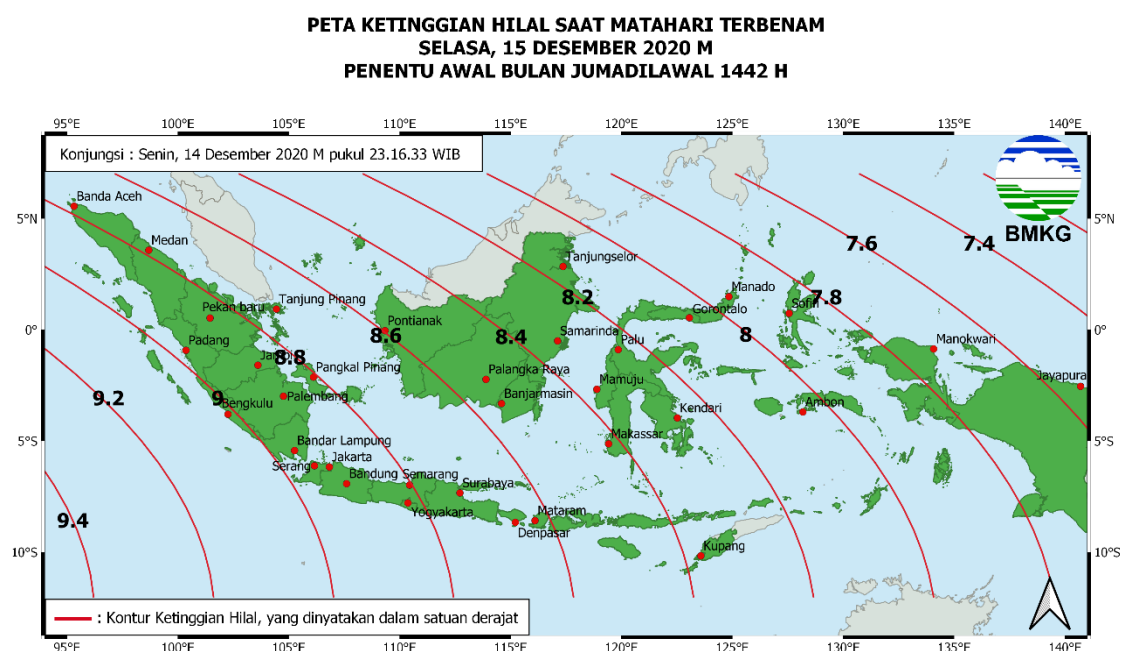 PETA KETINGGIAN HILAL SAAT MATAHARI TERBENAM
SELASA, 15 DESEMBER 2020 M
PENENTU AWAL BULAN JUMADILAWAL 1442 H
95°E 100°E 105°E 110°E 115°E 120°E 125°E 130°E 135°E 140°E
Konjungsi : Senin, 14 Desember 2020 M pukul 23.16.33 WIB
Banda Aceh
5°N 5°N
BMKG
Medan
7.6 7.4
Tanjungselor
Manado
8.2 7.8
Tanjung Pinang
Pekan baru
Gorontalo
Sofifi
Pontianak
0° 0°
8.6 8.4 8
Samarinda
Padang
Palu
Manokwari
8.8
Pangkal Pinang
Palangka Raya
Jayapura
Mamuju
9.2 9
Bengkulu
Palembang
Banjarmasin
Kendari
Ambon
5°S 5°S
Bandar Lampung
Makassar
Serang
Jakarta
Bandung
Semarang
Surabaya
9.4
Yogyakarta
Mataram
Denpasar
Kupang
10°S 10°S
: Kontur Ketinggian Hilal, yang dinyatakan dalam satuan derajat
95°E 100°E 105°E 110°E 115°E 120°E 125°E 130°E 135°E 140°E